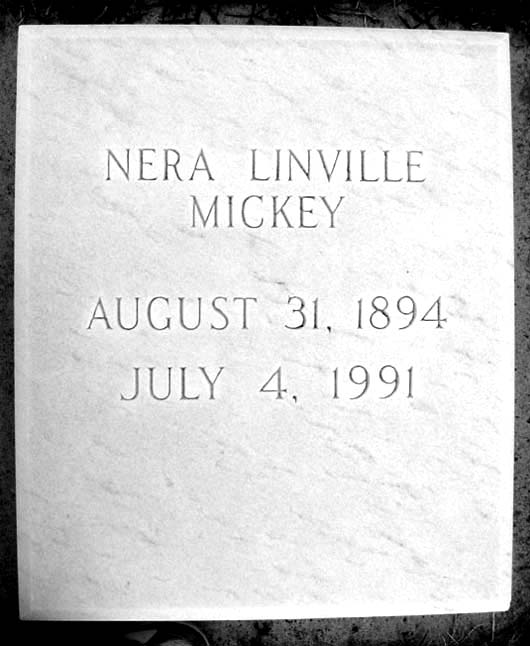 NERA LINVILLE
MICKEY
AUGUST 31, 1894
JULY 4, 1991